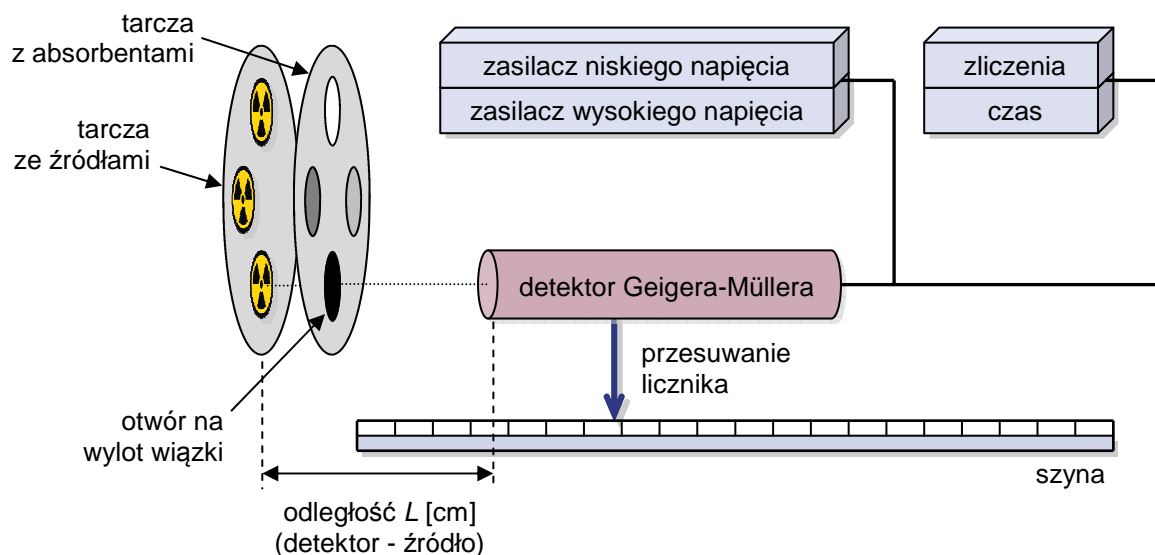 tarcza
z absorbentami
tarcza
ze źródłami
zasilacz niskiego napięcia
zasilacz wysokiego napięcia
zliczenia
czas
detektor Geigera-Müllera
przesuwanie
licznika
otwór na
wylot wiązki
szyna
odległość L [cm]
(detektor - źródło)